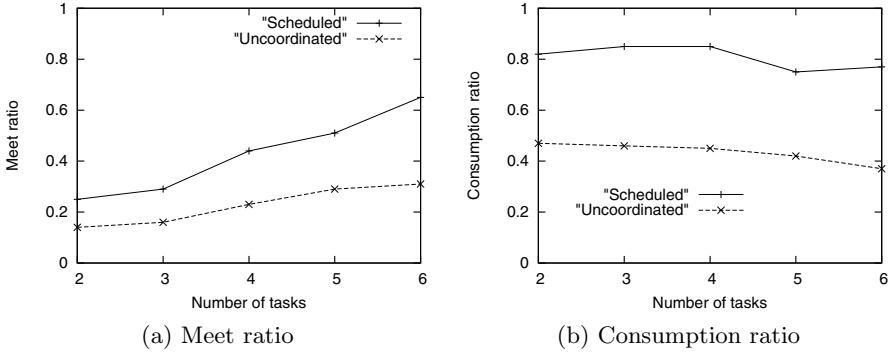 1
0.8
0.6
0.4
0.2
0
2
3
4
5
6
Meet ratio
Number of tasks
"Scheduled"
"Uncoordinated"
(a) Meet ratio
1
0.8
0.6
0.4
0.2
0
2
3
4
5
6
Consumption ratio
Number of tasks
"Scheduled"
"Uncoordinated"
(b) Consumption ratio